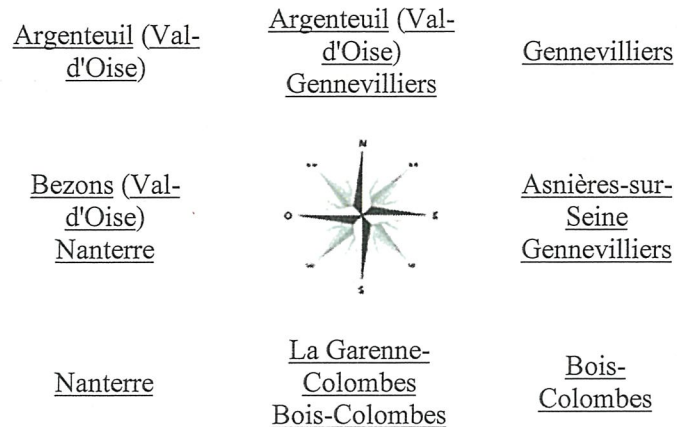 Argenteuil (Val-
d'Oise)
Argenteuil (Val-
d'Oise)
Gennevilliers
Gennevilliers
Bezons (Val-
d'Oise)
Nanterre
N
O
E
S
Asnières-sur-
Seine
Gennevilliers
Nanterre
La Garenne-
Colombes
Bois-Colombes
Bois-
Colombes